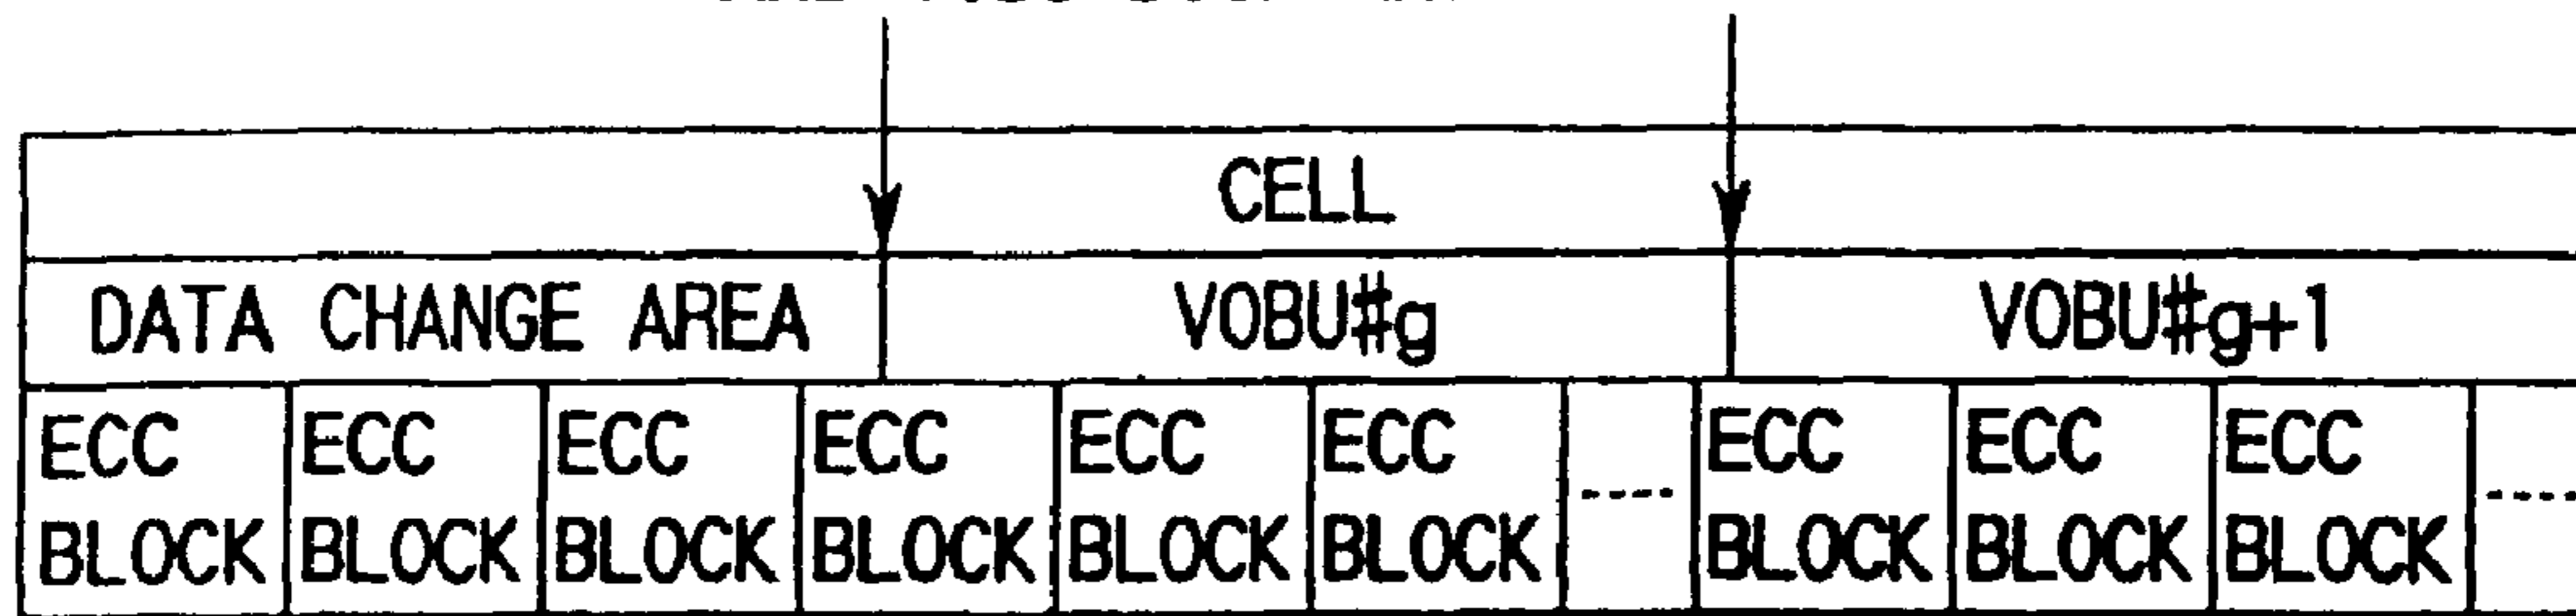 CELL
DATA CHANGE AREA VOBU#g VOBU#g+1
ECC ECC ECC ECC ECC ECC ECC ECC ECC
BLOCK BLOCK BLOCK BLOCK BLOCK BLOCK ---- BLOCK BLOCK BLOCK ----